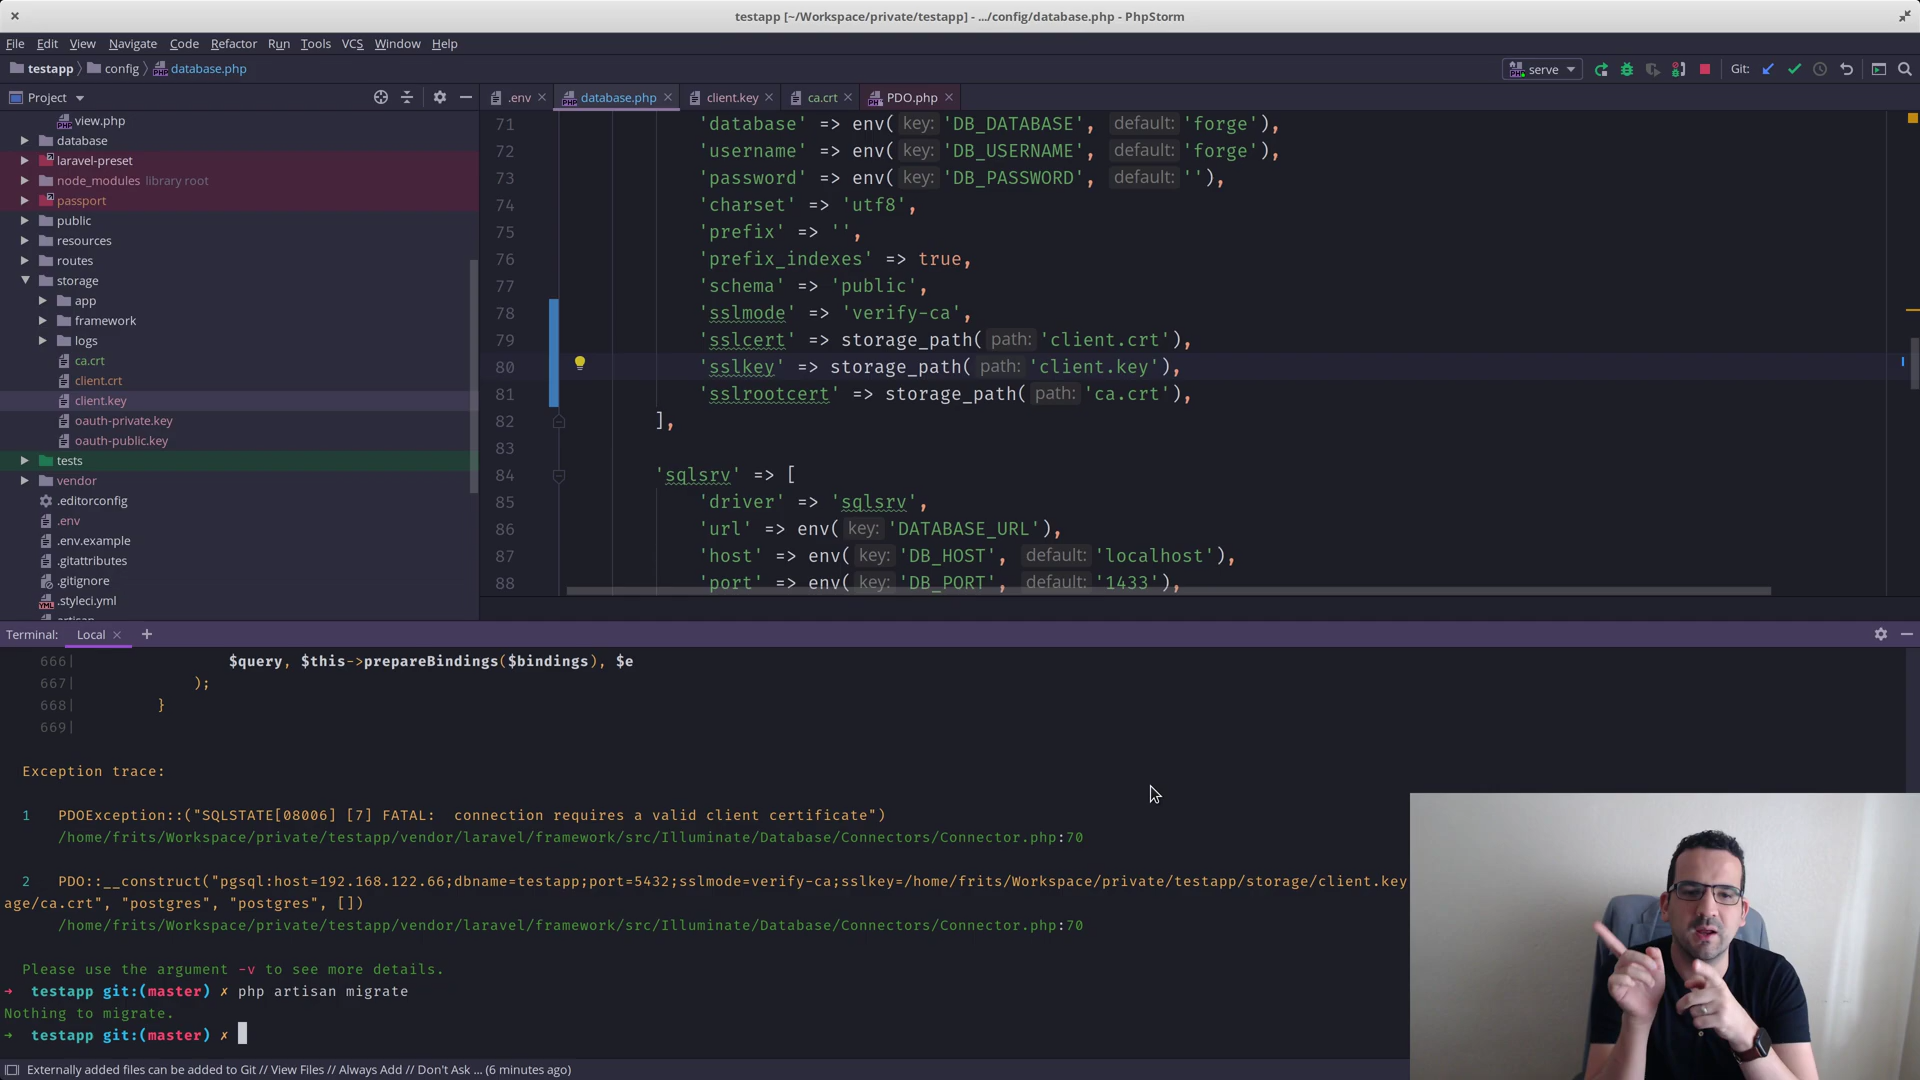 testapp [~/Workspace/private/testapp] - .../config/database.php - PhpStorm
File Edit View Navigate Code Refactor Run Tools VCS Window Help
testapp config database.php serve Git:
Project .env database.php client.key ca.crt PDO.php
view.php
database
laravel-preset
node_modules library root
passport
public
resources
routes
storage
app
framework
logs
ca.crt
client.crt
client.key
oauth-private.key
oauth-public.key
tests
vendor
.editorconfig
.env
.env.example
.gitattributes
.gitignore
.styleci.yml
71 'database' => env( key: 'DB_DATABASE', default: 'forge'),
72 'username' => env( key: 'DB_USERNAME', default: 'forge'),
73 'password' => env( key: 'DB_PASSWORD', default: ''),
74 'charset' => 'utf8',
75 'prefix' => '',
76 'prefix_indexes' => true,
77 'schema' => 'public',
78 'sslmode' => 'verify-ca',
79 'sslcert' => storage_path( path: 'client.crt'),
80 'sslkey' => storage_path( path: 'client.key'),
81 'sslrootcert' => storage_path( path: 'ca.crt'),
82 ],
83
84 'sqlsrv' => [
85 'driver' => 'sqlsrv',
86 'url' => env( key: 'DATABASE_URL'),
87 'host' => env( key: 'DB_HOST', default: 'localhost'),
88 'port' => env( key: 'DB_PORT', default: '1433'),
Terminal: Local +
666| $query, $this->prepareBindings($bindings), $e
667| );
668| }
669|
Exception trace:
1 PDOException::("SQLSTATE[08006] [7] FATAL:  connection requires a valid client certificate")
/home/frits/Workspace/private/testapp/vendor/laravel/framework/src/Illuminate/Database/Connectors/Connector.php:70
2 PDO::__construct("pgsql:host=192.168.122.66;dbname=testapp;port=5432;sslmode=verify-ca;sslkey=/home/frits/Workspace/private/testapp/storage/client.key
age/ca.crt", "postgres", "postgres", [])
/home/frits/Workspace/private/testapp/vendor/laravel/framework/src/Illuminate/Database/Connectors/Connector.php:70
Please use the argument -v to see more details.
→ testapp git:(master) ✗ php artisan migrate
Nothing to migrate.
→ testapp git:(master) ✗
Externally added files can be added to Git // View Files // Always Add // Don't Ask ... (6 minutes ago)